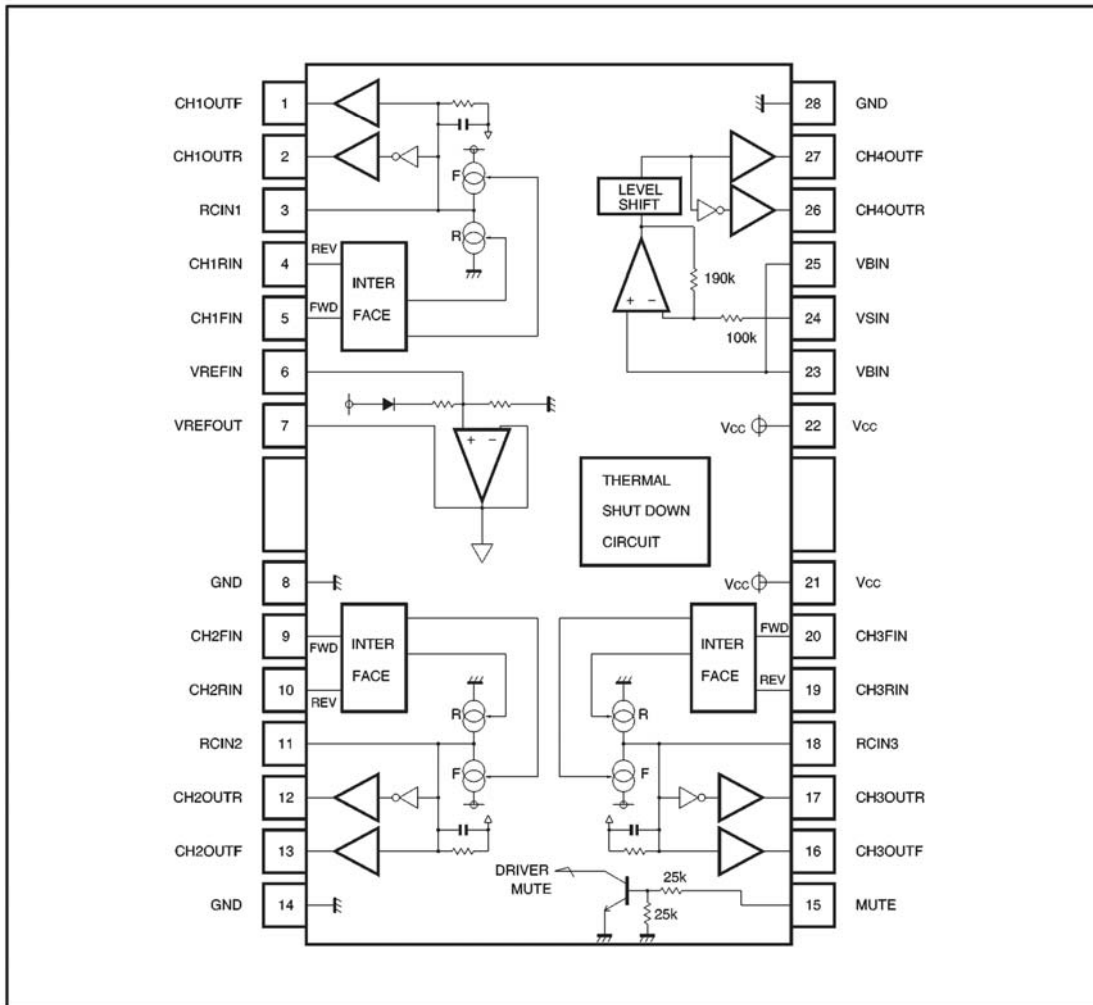 CH1OUTF 1
CH1OUTR 2
RCIN1 3
CH1RIN 4
CH1FIN 5
VREFIN 6
VREFOUT 7
GND 8
CH2FIN 9
CH2RIN 10
RCIN2 11
CH2OUTR 12
CH2OUTF 13
GND 14
F
R
REV
FWD
INTER
FACE
+ −
FWD
REV
INTER
FACE
R
F
LEVEL
SHIFT
190k
+ −
100k
Vcc
THERMAL
SHUT DOWN
CIRCUIT
Vcc
INTER
FACE
FWD
REV
R
F
DRIVER
MUTE
25k
25k
28 GND
27 CH4OUTF
26 CH4OUTR
25 VBIN
24 VSIN
23 VBIN
22 Vcc
21 Vcc
20 CH3FIN
19 CH3RIN
18 RCIN3
17 CH3OUTR
16 CH3OUTF
15 MUTE